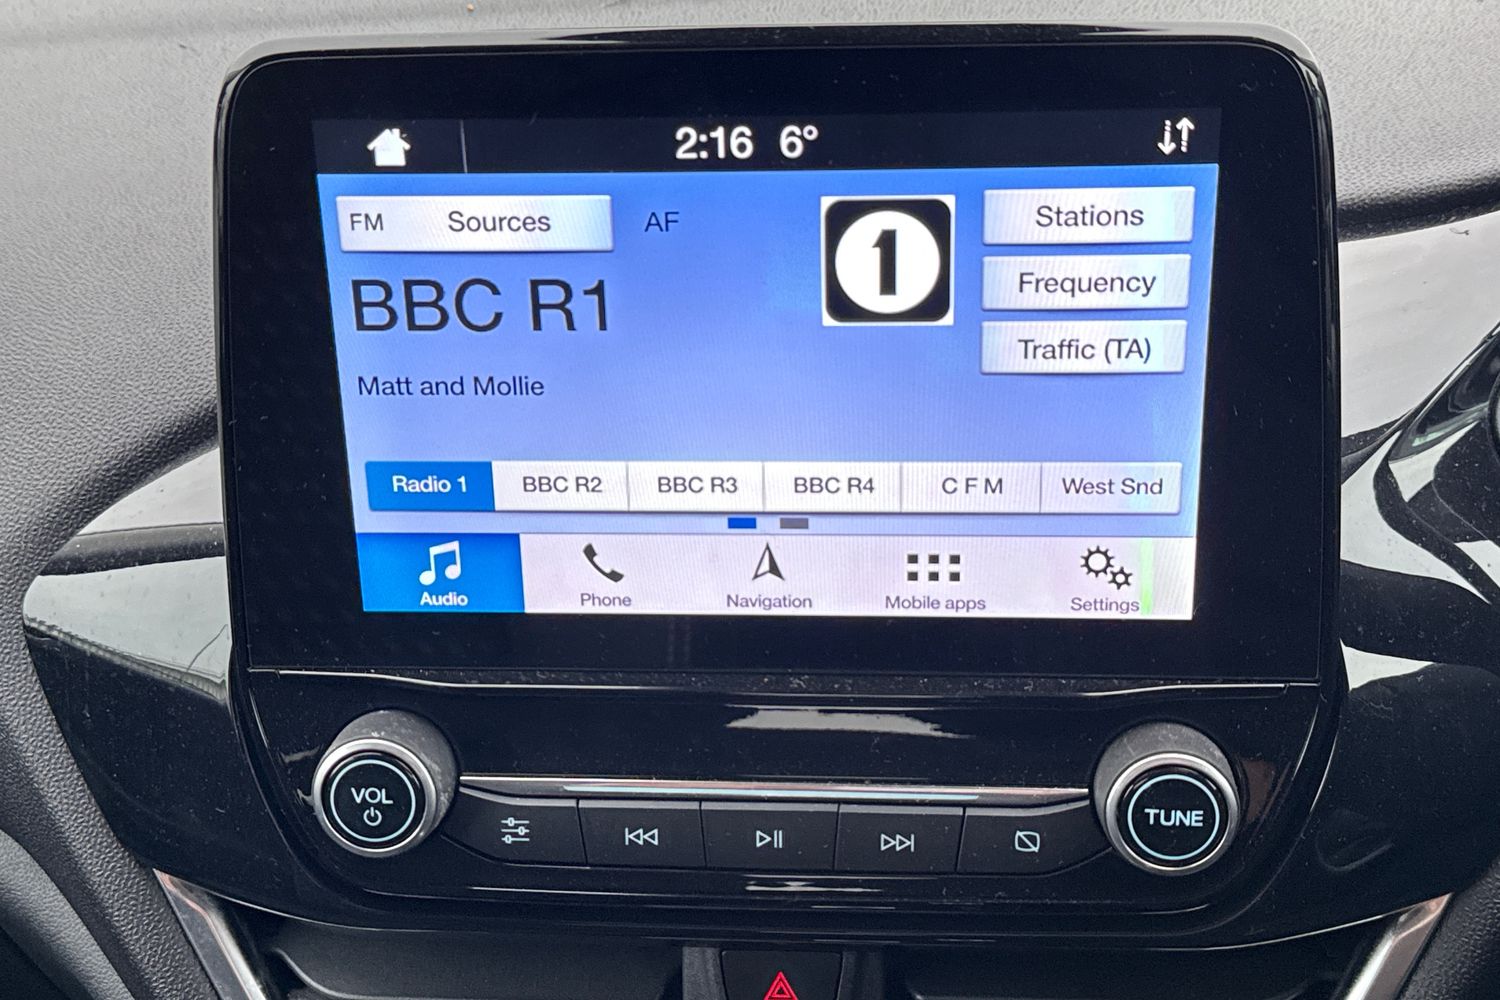 2:16 6°
FM Sources AF
1
Stations
Frequency
Traffic (TA)
BBC R1
Matt and Mollie
Radio 1 BBC R2 BBC R3 BBC R4 C F M West Snd
Audio Phone Navigation Mobile apps Settings
VOL
TUNE